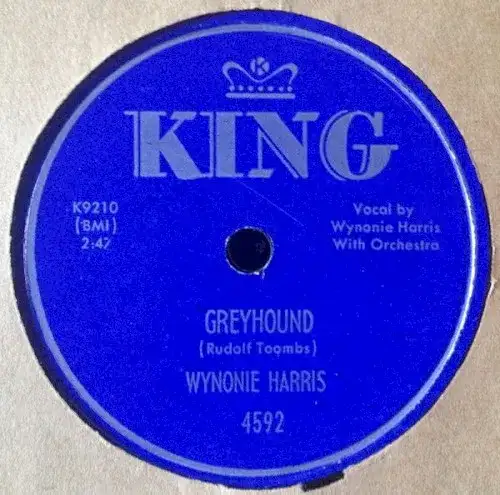 K
KING
K9210
(BMI)
2:47
Vocal by
Wynonie Harris
With Orchestra
GREYHOUND
(Rudolf Toombs)
WYNONIE HARRIS
4592